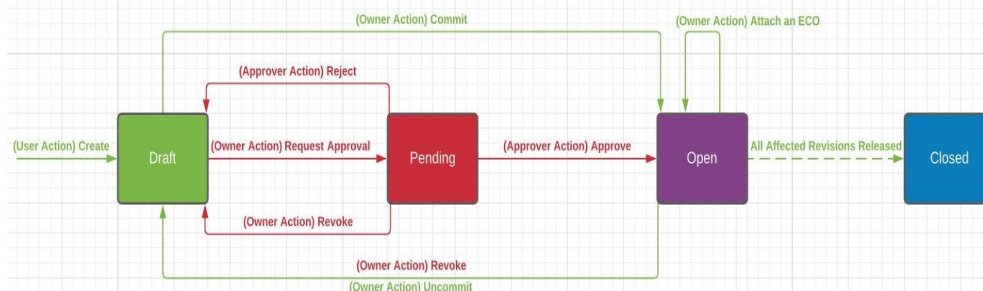 (Owner Action) Commit
(Owner Action) Attach an ECO
(Approver Action) Reject
(User Action) Create
Draft
(Owner Action) Request Approval
Pending
(Approver Action) Approve
Open
All Affected Revisions Released
Closed
(Owner Action) Revoke
(Owner Action) Revoke
(Owner Action) Uncommit